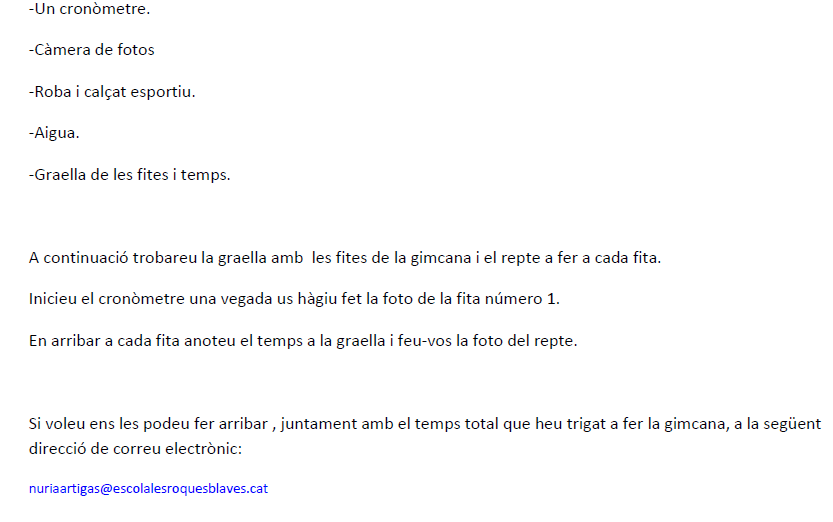 -Un cronòmetre.
-Càmera de fotos
-Roba i calçat esportiu.
-Aigua.
-Graella de les fites i temps.
A continuació trobareu la graella amb  les fites de la gimcana i el repte a fer a cada fita.
Inicieu el cronòmetre una vegada us hàgiu fet la foto de la fita número 1.
En arribar a cada fita anoteu el temps a la graella i feu-vos la foto del repte.
Si voleu ens les podeu fer arribar , juntament amb el temps total que heu trigat a fer la gimcana, a la següent
direcció de correu electrònic:
nuriaartigas@escolalesroquesblaves.cat